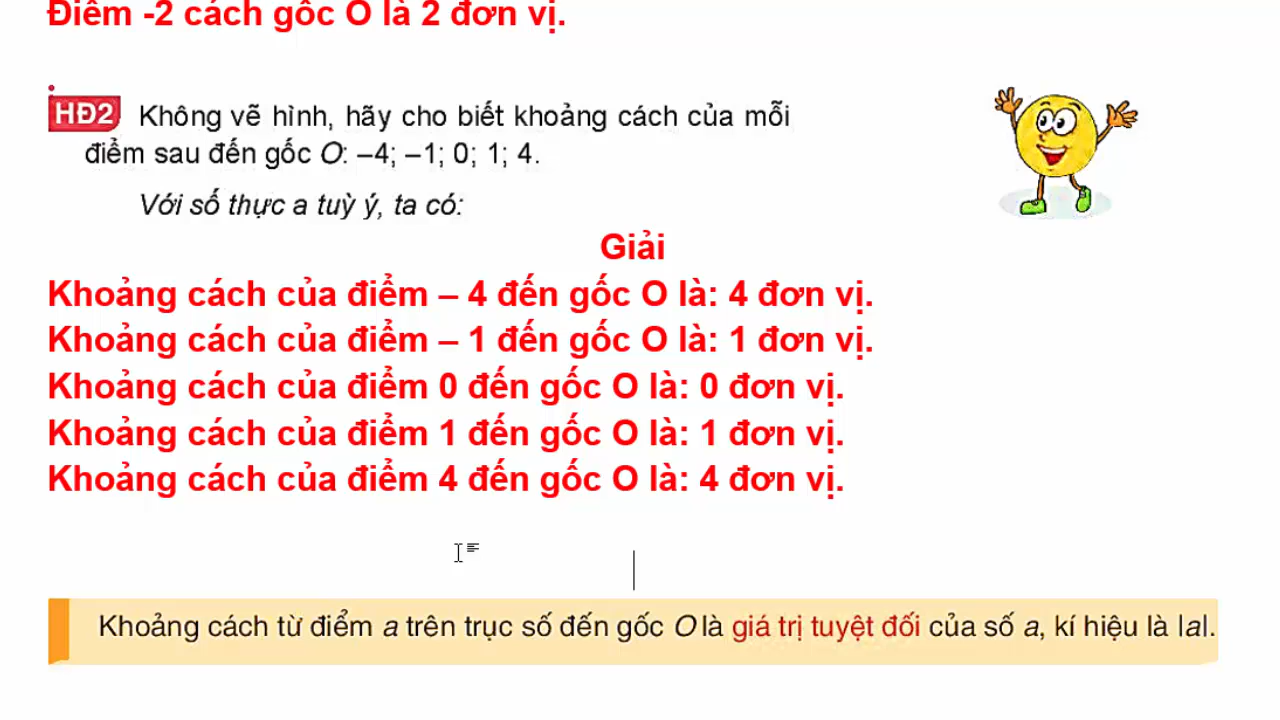 Điểm -2 cách gốc O là 2 đơn vị.
HĐ2 Không vẽ hình, hãy cho biết khoảng cách của mỗi
điểm sau đến gốc O: –4; –1; 0; 1; 4.
Với số thực a tuỳ ý, ta có:
Giải
Khoảng cách của điểm – 4 đến gốc O là: 4 đơn vị.
Khoảng cách của điểm – 1 đến gốc O là: 1 đơn vị.
Khoảng cách của điểm 0 đến gốc O là: 0 đơn vị.
Khoảng cách của điểm 1 đến gốc O là: 1 đơn vị.
Khoảng cách của điểm 4 đến gốc O là: 4 đơn vị.
Khoảng cách từ điểm a trên trục số đến gốc O là giá trị tuyệt đối của số a, kí hiệu là |a|.